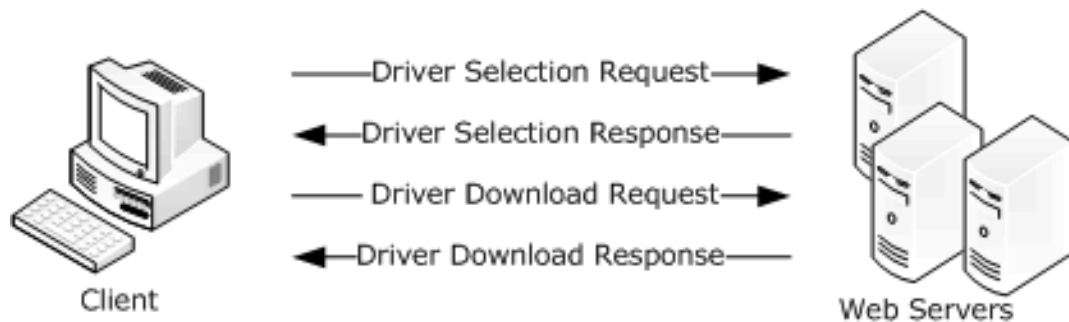 Driver Selection Request
Driver Selection Response
Driver Download Request
Driver Download Response
Client
Web Servers